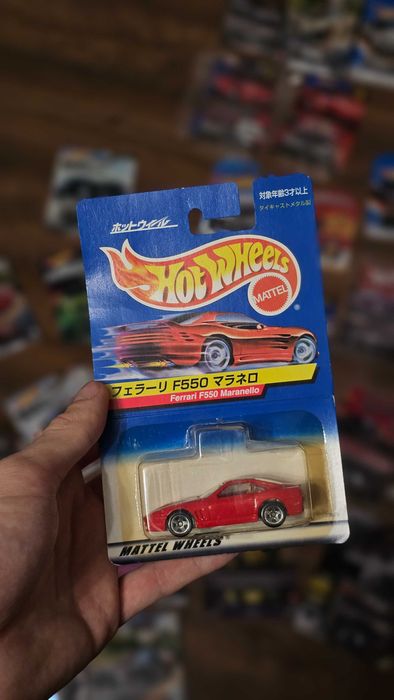 対象年齢3才以上
ダイキャストメタル製
ホットウィール
Hot Wheels
MATTEL
®
フェラーリ F550 マラネロ
Ferrari F550 Maranello
MATTEL WHEELS